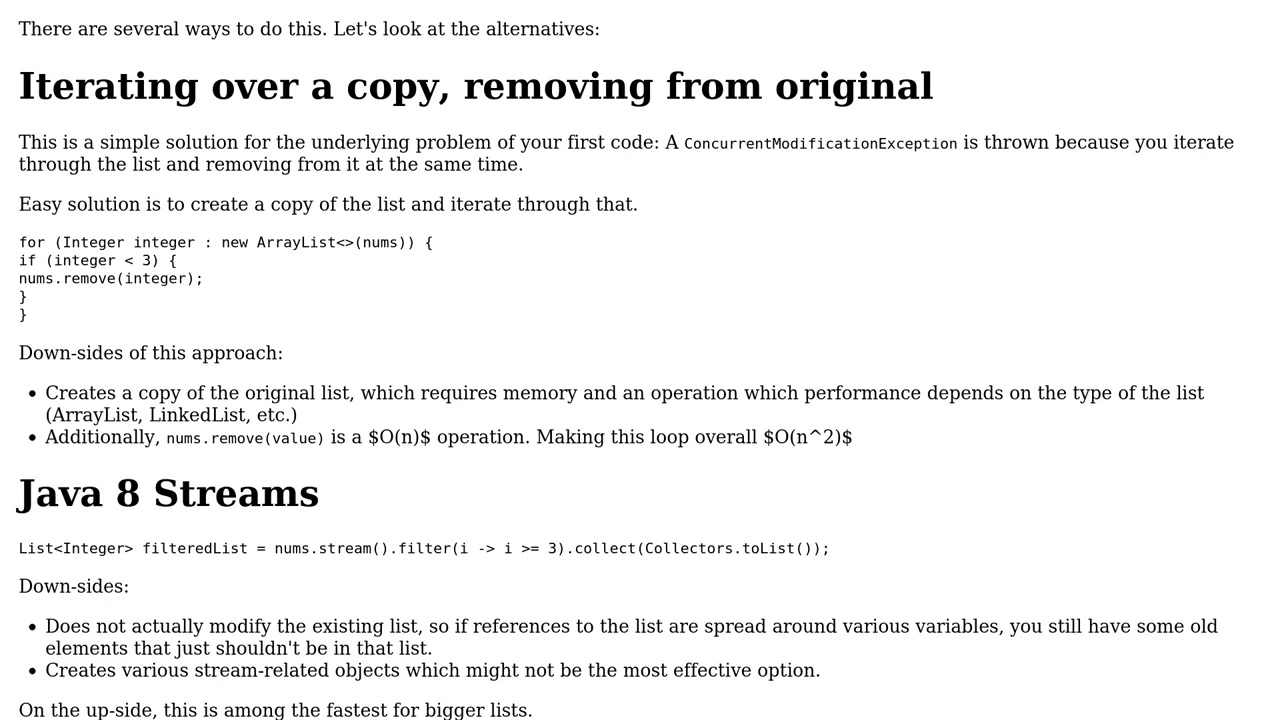 There are several ways to do this. Let's look at the alternatives:
Iterating over a copy, removing from original
This is a simple solution for the underlying problem of your first code: A ConcurrentModificationException is thrown because you iterate
through the list and removing from it at the same time.
Easy solution is to create a copy of the list and iterate through that.
for (Integer integer : new ArrayList<>(nums)) {
if (integer < 3) {
nums.remove(integer);
}
}
Down-sides of this approach:
• Creates a copy of the original list, which requires memory and an operation which performance depends on the type of the list
(ArrayList, LinkedList, etc.)
• Additionally, nums.remove(value) is a $O(n)$ operation. Making this loop overall $O(n^2)$
Java 8 Streams
List<Integer> filteredList = nums.stream().filter(i -> i >= 3).collect(Collectors.toList());
Down-sides:
• Does not actually modify the existing list, so if references to the list are spread around various variables, you still have some old
elements that just shouldn't be in that list.
• Creates various stream-related objects which might not be the most effective option.
On the up-side, this is among the fastest for bigger lists.